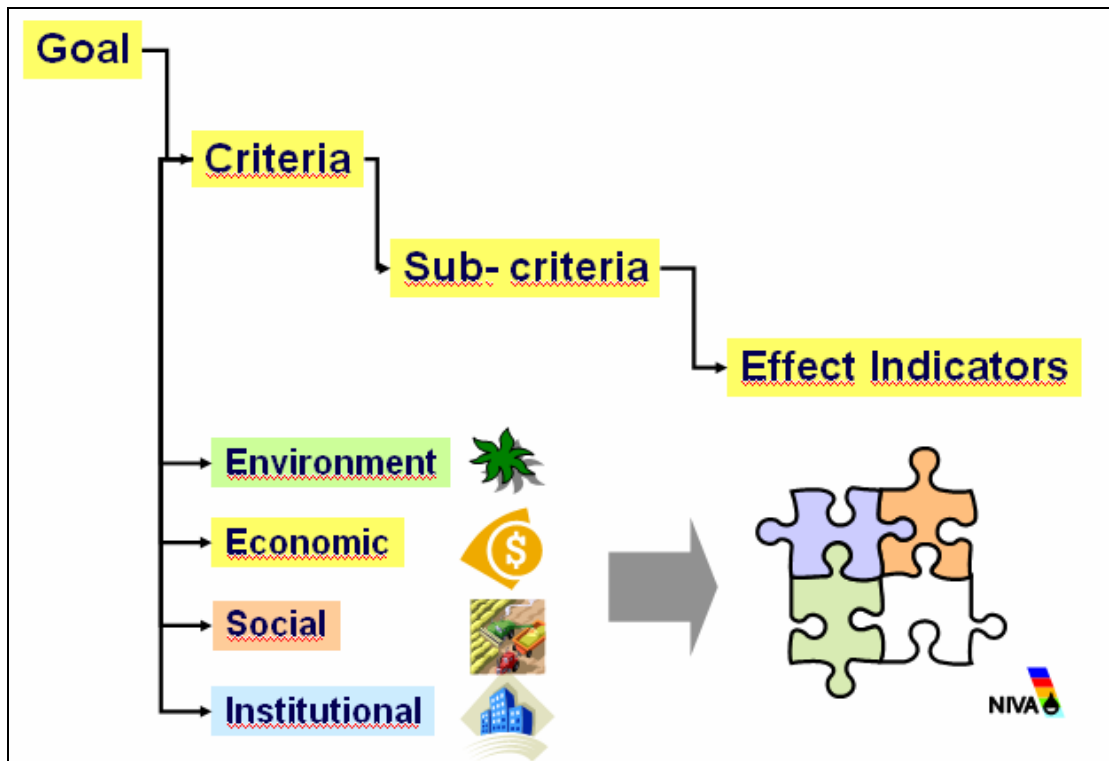 Goal
Criteria
Sub- criteria
Effect Indicators
Environment
$
Economic
Social
Institutional
NIVA